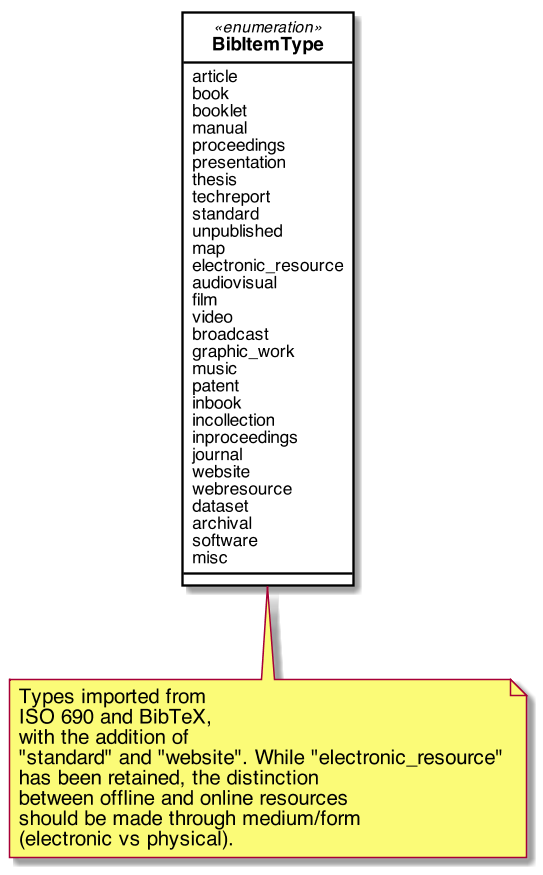 «enumeration»
BibItemType
article
book
booklet
manual
proceedings
presentation
thesis
techreport
standard
unpublished
map
electronic_resource
audiovisual
film
video
broadcast
graphic_work
music
patent
inbook
incollection
inproceedings
journal
website
webresource
dataset
archival
software
misc
Types imported from
ISO 690 and BibTeX,
with the addition of
"standard" and "website". While "electronic_resource"
has been retained, the distinction
between offline and online resources
should be made through medium/form
(electronic vs physical).